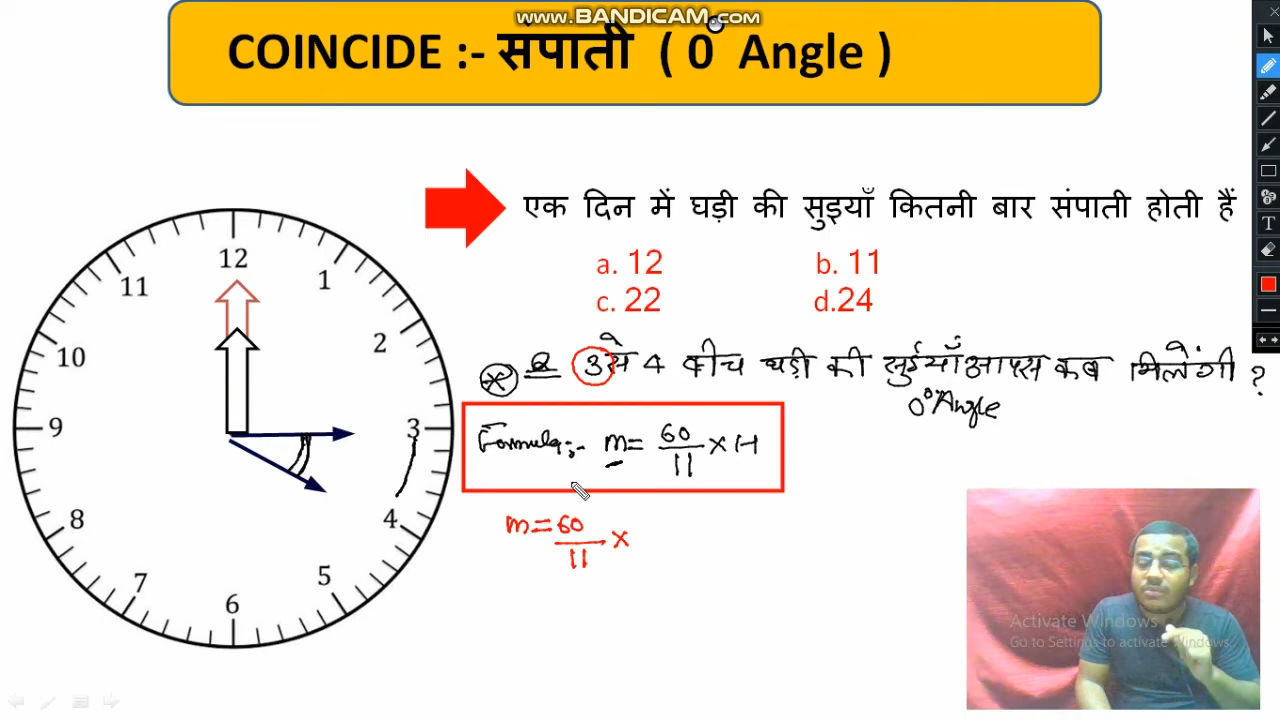 www.BANDICAM.com
COINCIDE :- संपाती ( 0° Angle )
एक दिन में घड़ी की सुइयाँ कितनी बार संपाती होती हैं
a. 12 b. 11
c. 22 d.24
Q 3 से 4 बीच घड़ी की सुईयाँ आपस कब मिलेंगी ?
0° Angle
Formula:- m = 60/11 × H
m = 60/11 ×
12
1
2
3
4
5
6
7
8
9
10
11
Activate Windows
Go to Settings to activate Windows.